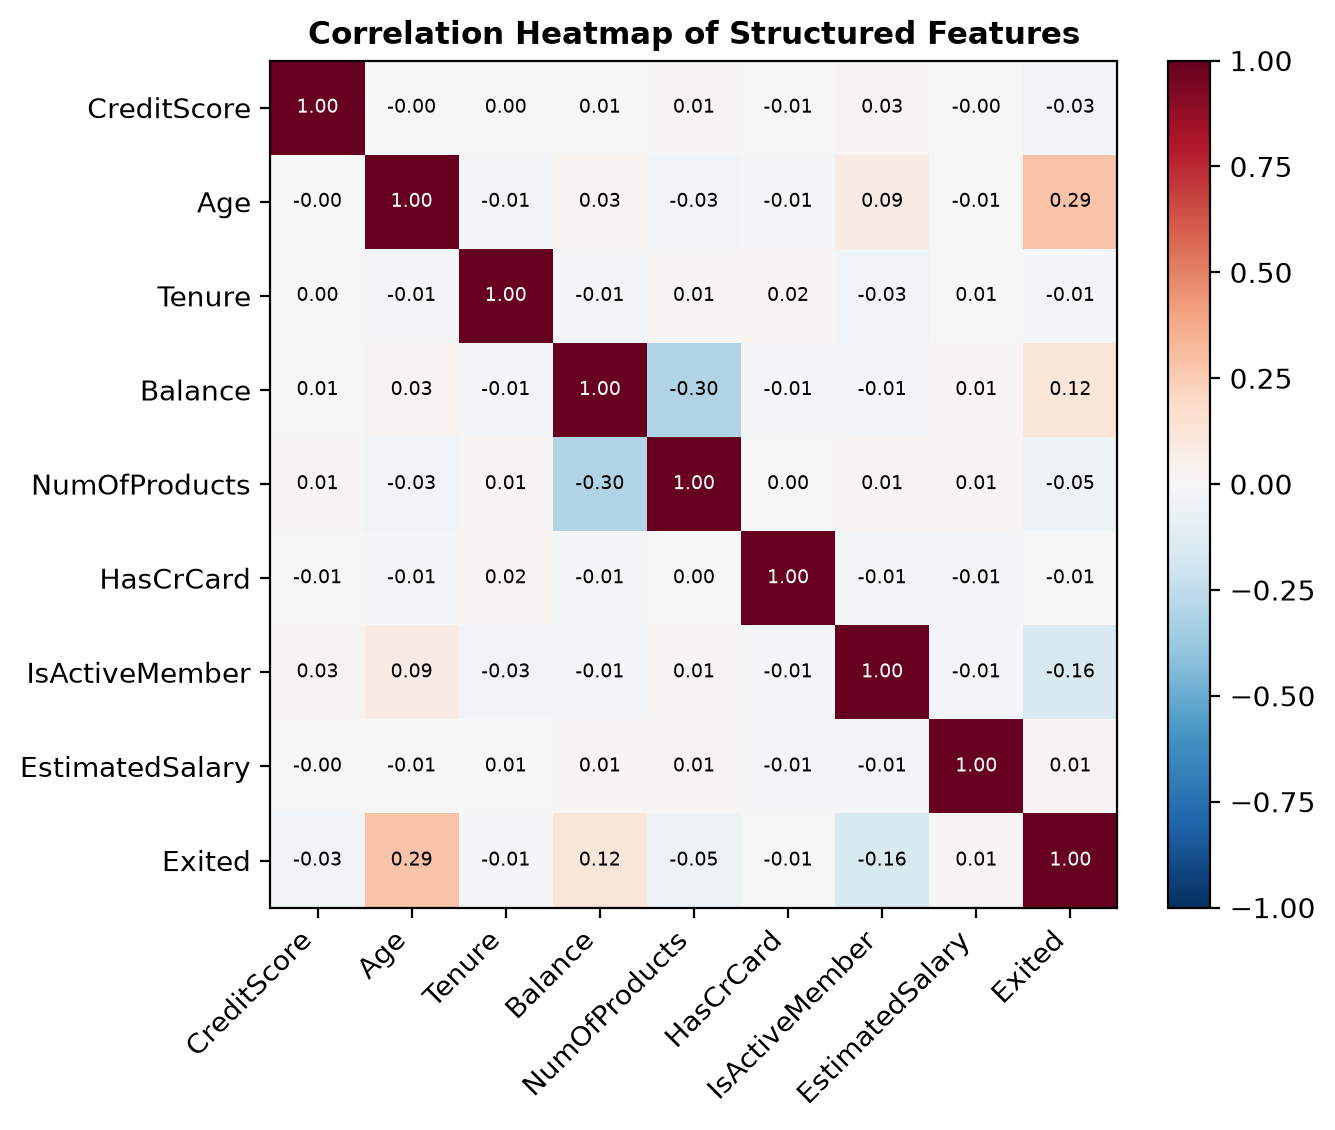 Correlation Heatmap of Structured Features
CreditScore 1.00 -0.00 0.00 0.01 0.01 -0.01 0.03 -0.00 -0.03
Age -0.00 1.00 -0.01 0.03 -0.03 -0.01 0.09 -0.01 0.29
Tenure 0.00 -0.01 1.00 -0.01 0.01 0.02 -0.03 0.01 -0.01
Balance 0.01 0.03 -0.01 1.00 -0.30 -0.01 -0.01 0.01 0.12
NumOfProducts 0.01 -0.03 0.01 -0.30 1.00 0.00 0.01 0.01 -0.05
HasCrCard -0.01 -0.01 0.02 -0.01 0.00 1.00 -0.01 -0.01 -0.01
IsActiveMember 0.03 0.09 -0.03 -0.01 0.01 -0.01 1.00 -0.01 -0.16
EstimatedSalary -0.00 -0.01 0.01 0.01 0.01 -0.01 -0.01 1.00 0.01
Exited -0.03 0.29 -0.01 0.12 -0.05 -0.01 -0.16 0.01 1.00
CreditScore
Age
Tenure
Balance
NumOfProducts
HasCrCard
IsActiveMember
EstimatedSalary
Exited
1.00
0.75
0.50
0.25
0.00
−0.25
−0.50
−0.75
−1.00